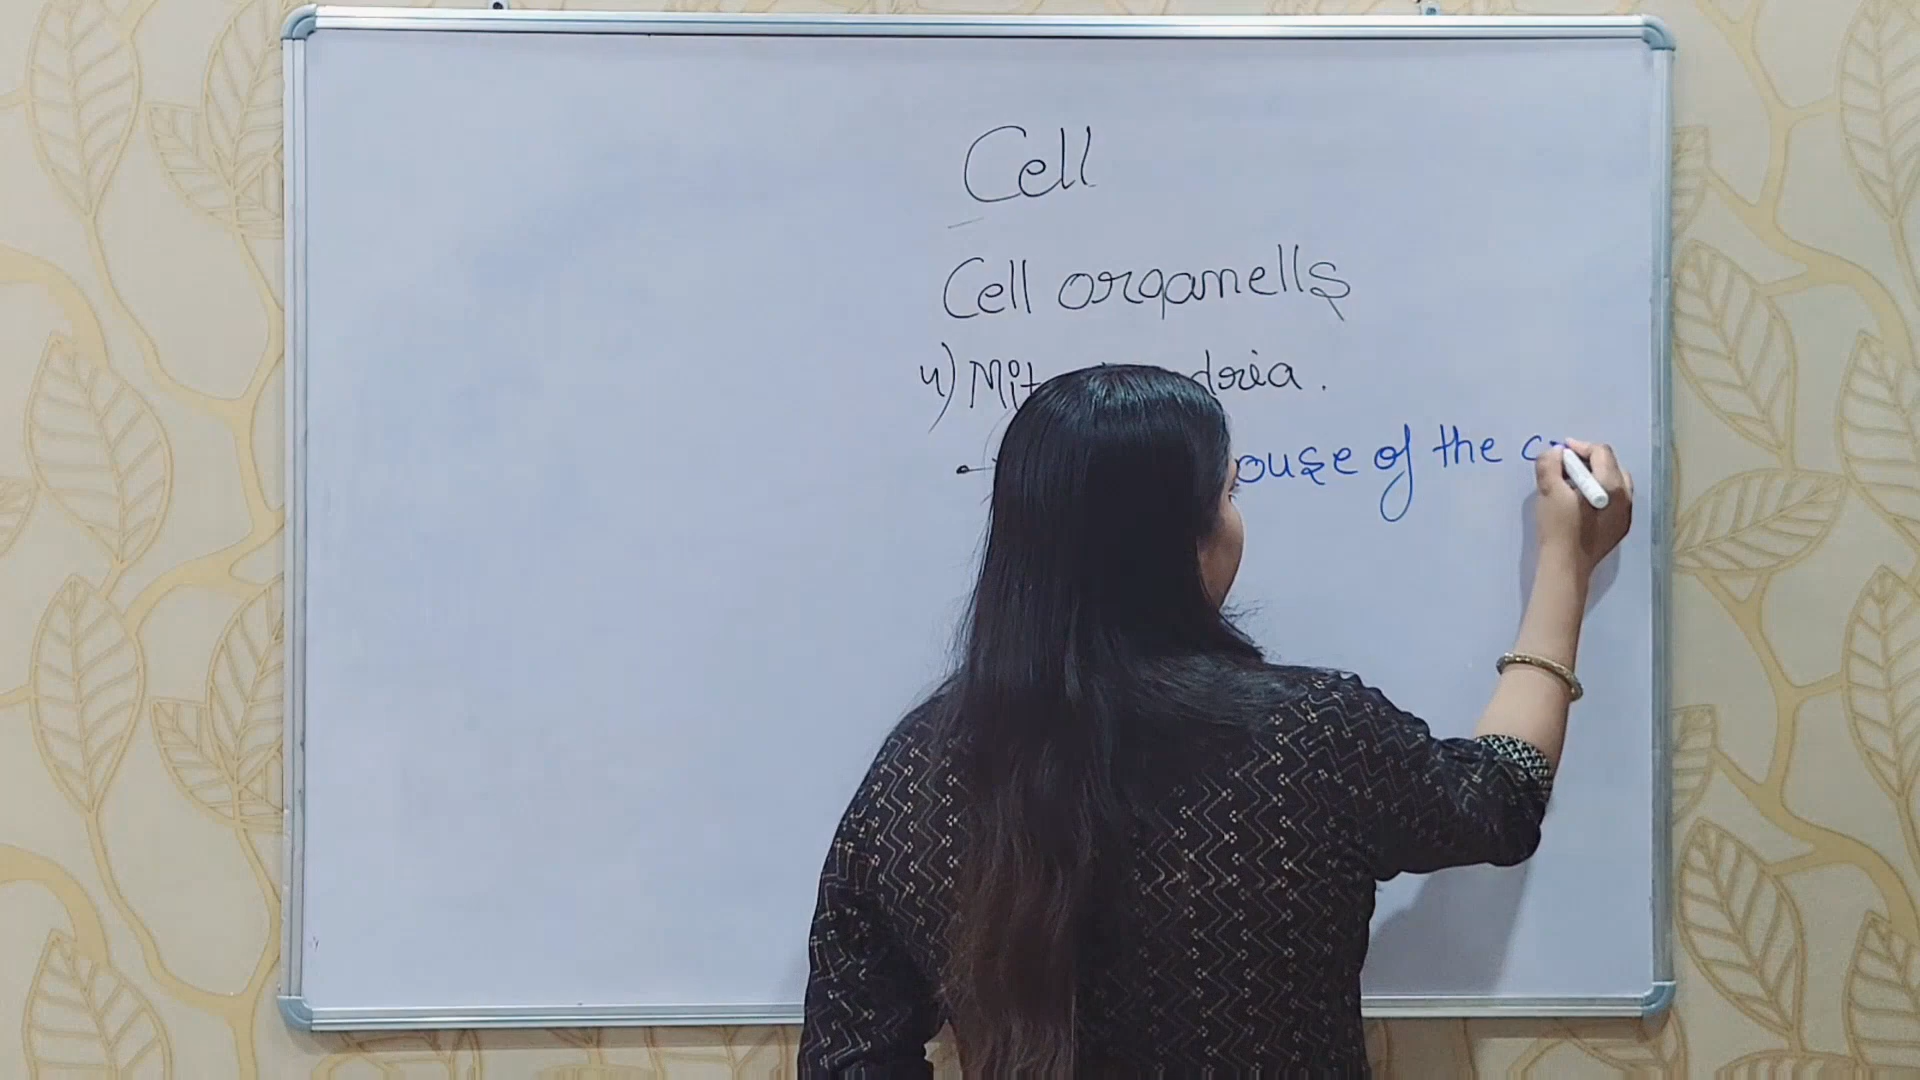 Cell
Cell organells
4) Mit dria.
ouse of the c